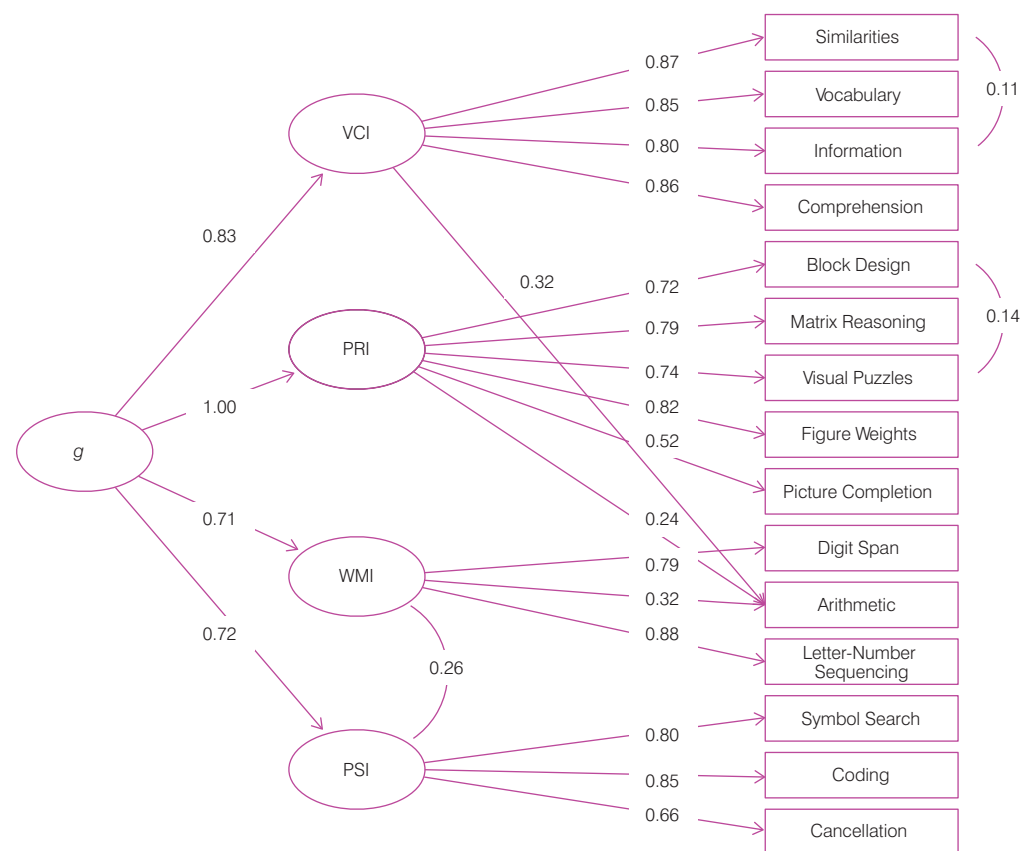 Similarities
0.87
Vocabulary
0.11
0.85
VCI
0.80
Information
0.86
Comprehension
0.83
Block Design
0.32
0.72
0.14
Matrix Reasoning
0.79
PRI
0.74
Visual Puzzles
1.00
0.82
Figure Weights
0.52
g
Picture Completion
0.71
0.24
Digit Span
0.79
WMI
0.32
Arithmetic
0.72
0.88
Letter-Number
Sequencing
0.26
Symbol Search
0.80
PSI
0.85
Coding
0.66
Cancellation